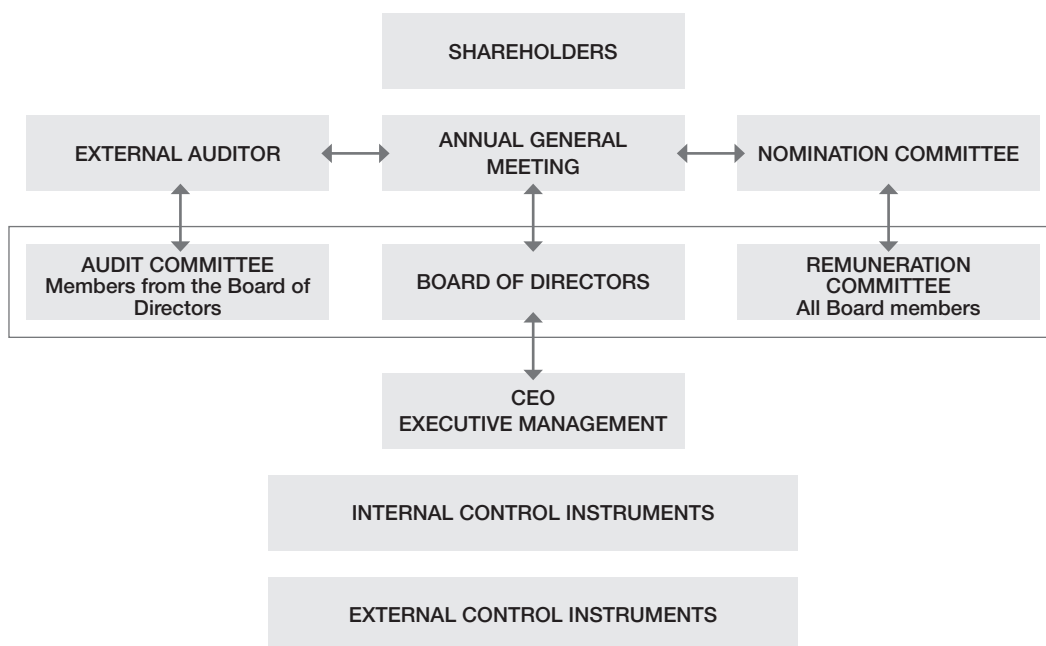 SHAREHOLDERS
EXTERNAL AUDITOR
ANNUAL GENERAL
MEETING
NOMINATION COMMITTEE
AUDIT COMMITTEE
Members from the Board of
Directors
BOARD OF DIRECTORS
REMUNERATION
COMMITTEE
All Board members
CEO
EXECUTIVE MANAGEMENT
INTERNAL CONTROL INSTRUMENTS
EXTERNAL CONTROL INSTRUMENTS